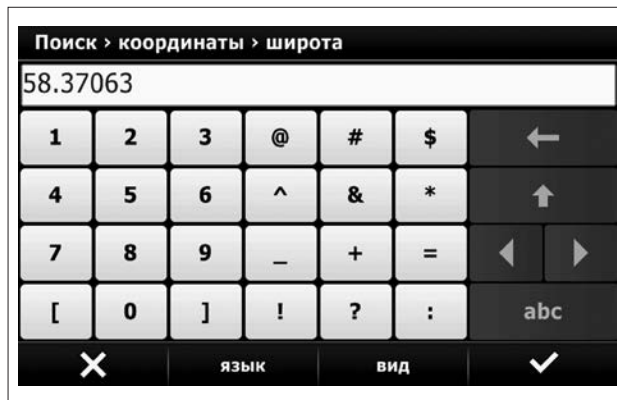 Поиск › координаты › широта
58.37063
1 2 3 @ # $
4 5 6 ^ & *
7 8 9 _ + =
[ 0 ] ! ? : abc
язык вид